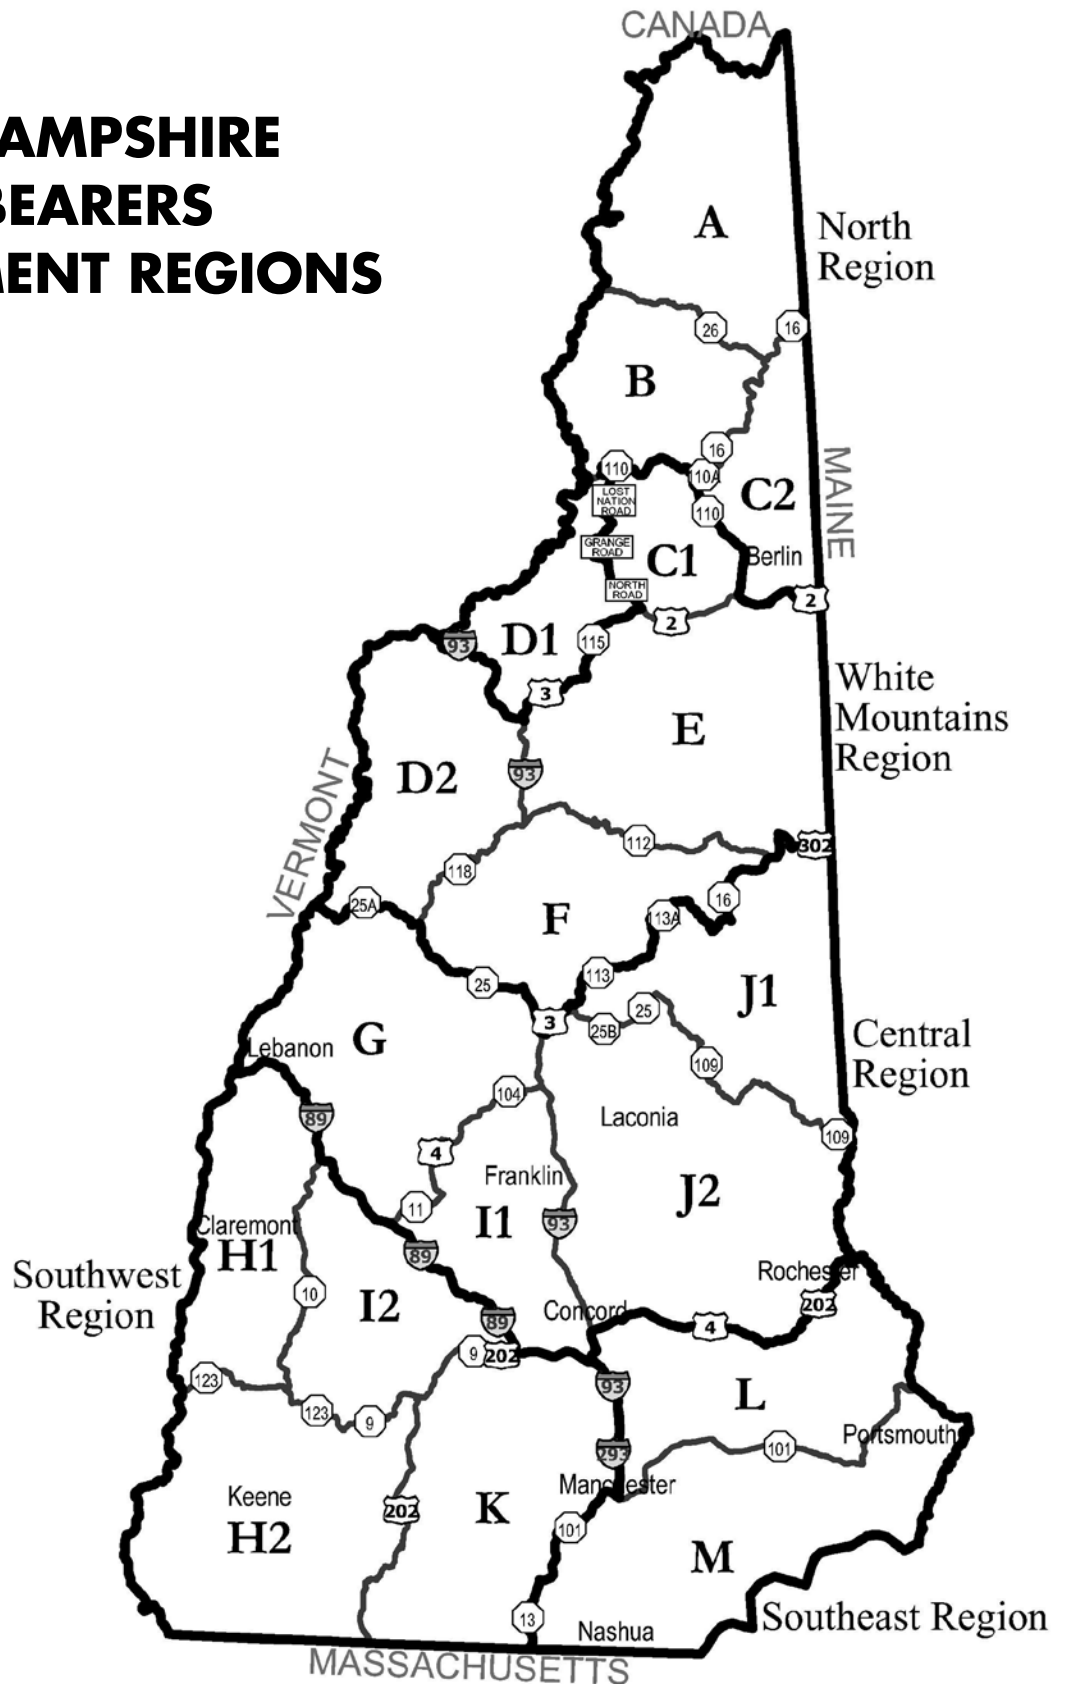 CANADA
AMPSHIRE
BEARERS
MENT REGIONS
A
North
Region
26
16
B
16
110
110A
MAINE
C2
LOST
NATION
ROAD
110
GRANGE
ROAD
C1
Berlin
NORTH
ROAD
2
2
D1
115
93
White
Mountains
Region
3
E
D2
93
VERMONT
112
302
118
16
25A
F
113A
113
25
J1
25
3
25B
G
Central
Region
Lebanon
109
104
89
Laconia
109
4
Franklin
J2
11
I1
93
Claremont
H1
89
Southwest
Region
Rochester
10
I2
202
Concord
89
4
9
202
123
93
L
123
9
Portsmouth
101
293
Manchester
Keene
202
K
101
H2
M
13
Nashua
Southeast Region
MASSACHUSETTS